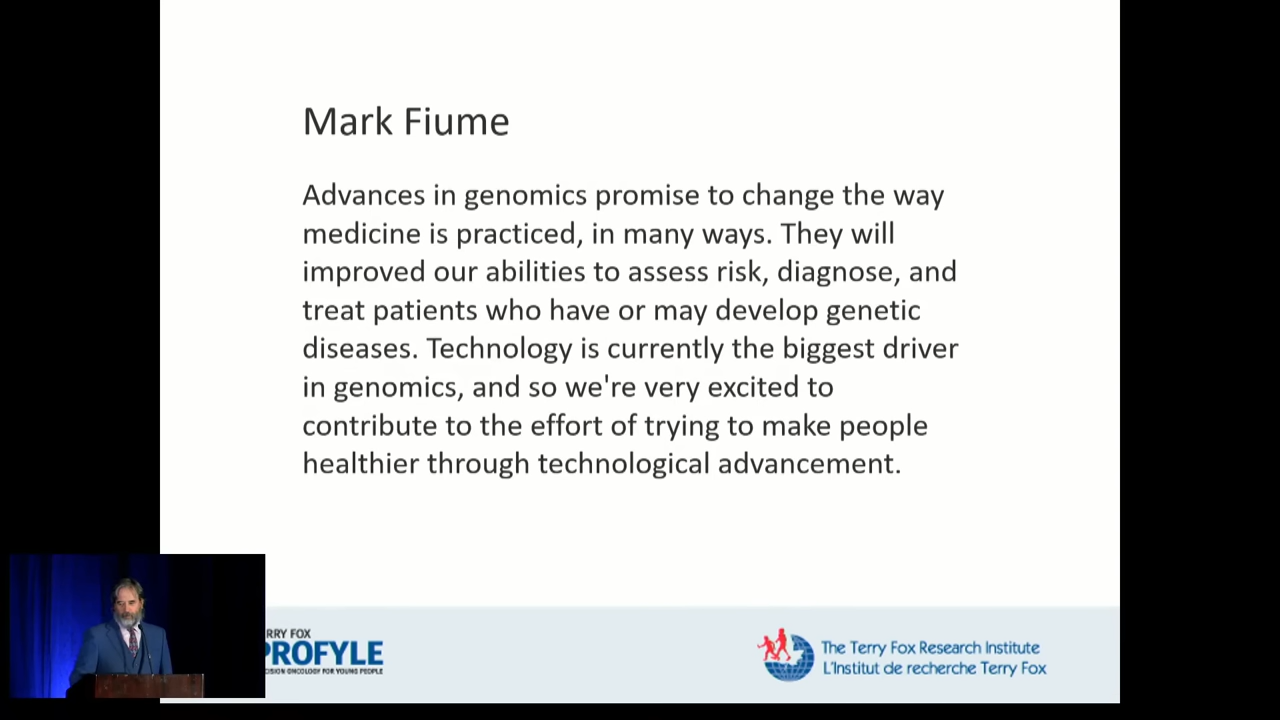 Mark Fiume
Advances in genomics promise to change the way
medicine is practiced, in many ways. They will
improved our abilities to assess risk, diagnose, and
treat patients who have or may develop genetic
diseases. Technology is currently the biggest driver
in genomics, and so we're very excited to
contribute to the effort of trying to make people
healthier through technological advancement.
RRY FOX
PROFYLE
ISION ONCOLOGY FOR YOUNG PEOPLE
The Terry Fox Research Institute
L'Institut de recherche Terry Fox